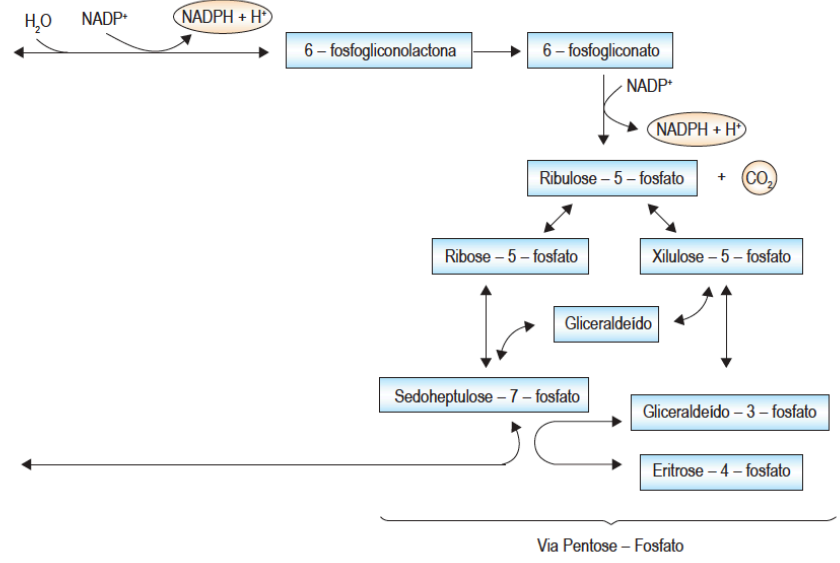 H₂O
NADP⁺
NADPH + H⁺
6 – fosfogliconolactona
6 – fosfogliconato
NADP⁺
NADPH + H⁺
Ribulose – 5 – fosfato
+
CO₂
Ribose – 5 – fosfato
Xilulose – 5 – fosfato
Gliceraldeído
Sedoheptulose – 7 – fosfato
Gliceraldeído – 3 – fosfato
Eritrose – 4 – fosfato
Via Pentose – Fosfato